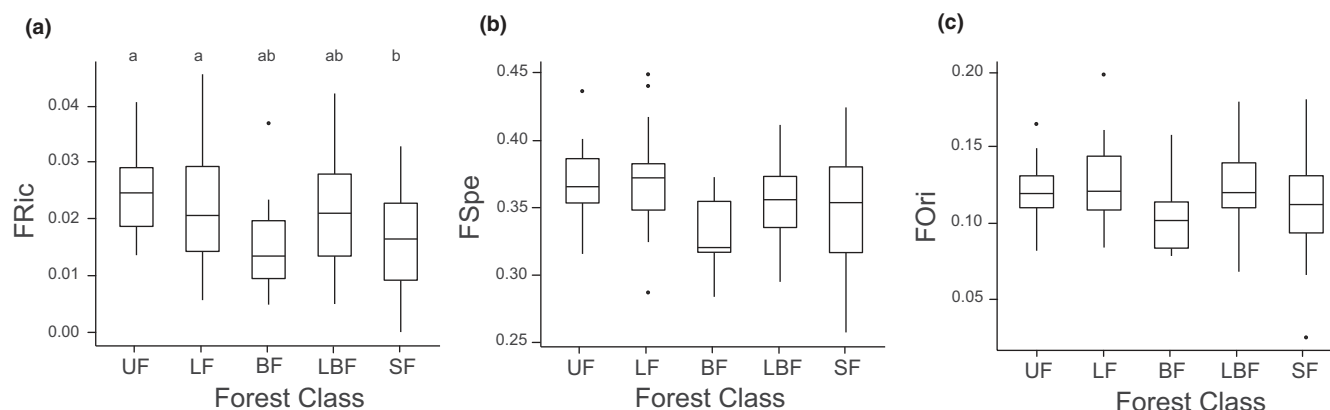 (a)
a a ab ab b
FRic
0.04
0.03
0.02
0.01
0.00
UF LF BF LBF SF
Forest Class
(b)
FSpe
0.45
0.40
0.35
0.30
0.25
UF LF BF LBF SF
Forest Class
(c)
FOri
0.20
0.15
0.10
0.05
UF LF BF LBF SF
Forest Class